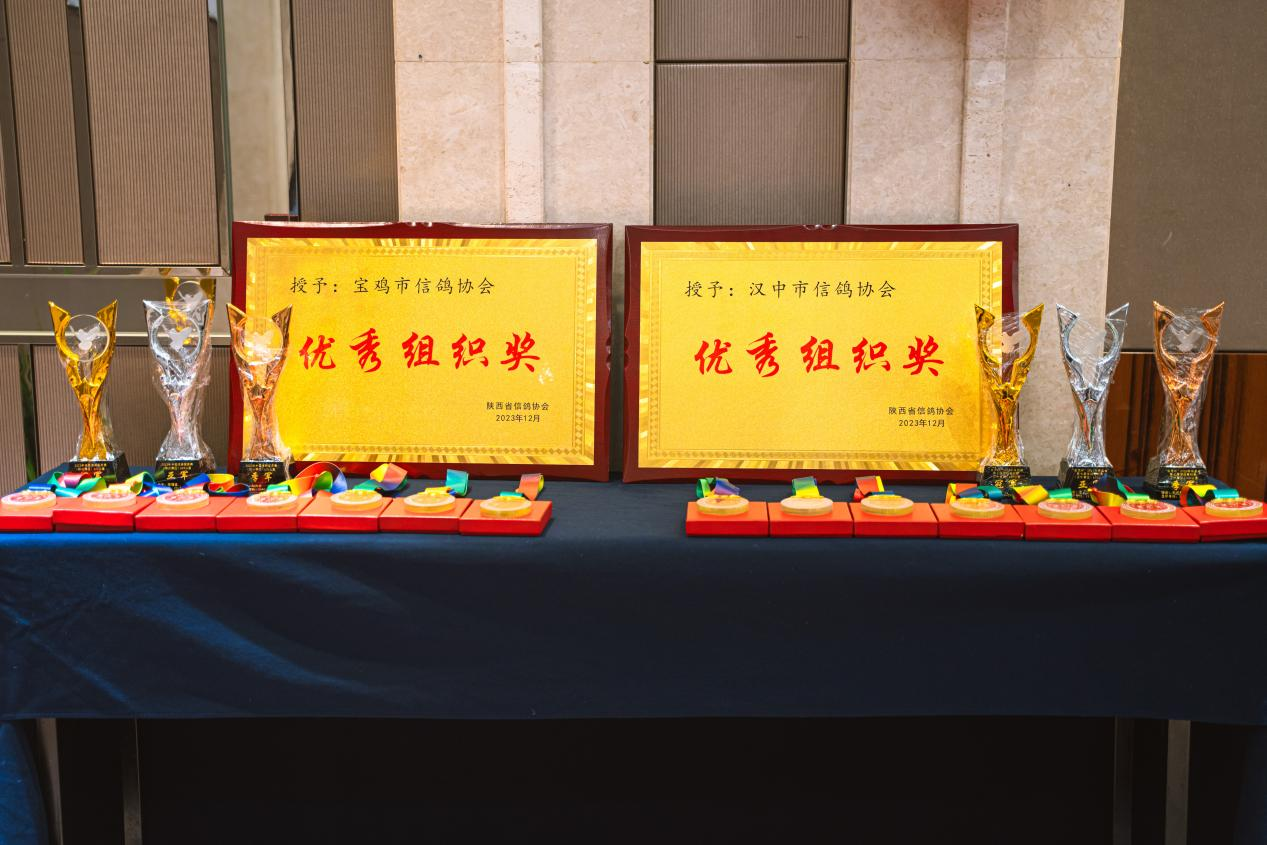 授予：宝鸡市信鸽协会
优秀组织奖
陕西省信鸽协会
2023年12月
授予：汉中市信鸽协会
优秀组织奖
陕西省信鸽协会
2023年12月
冠军